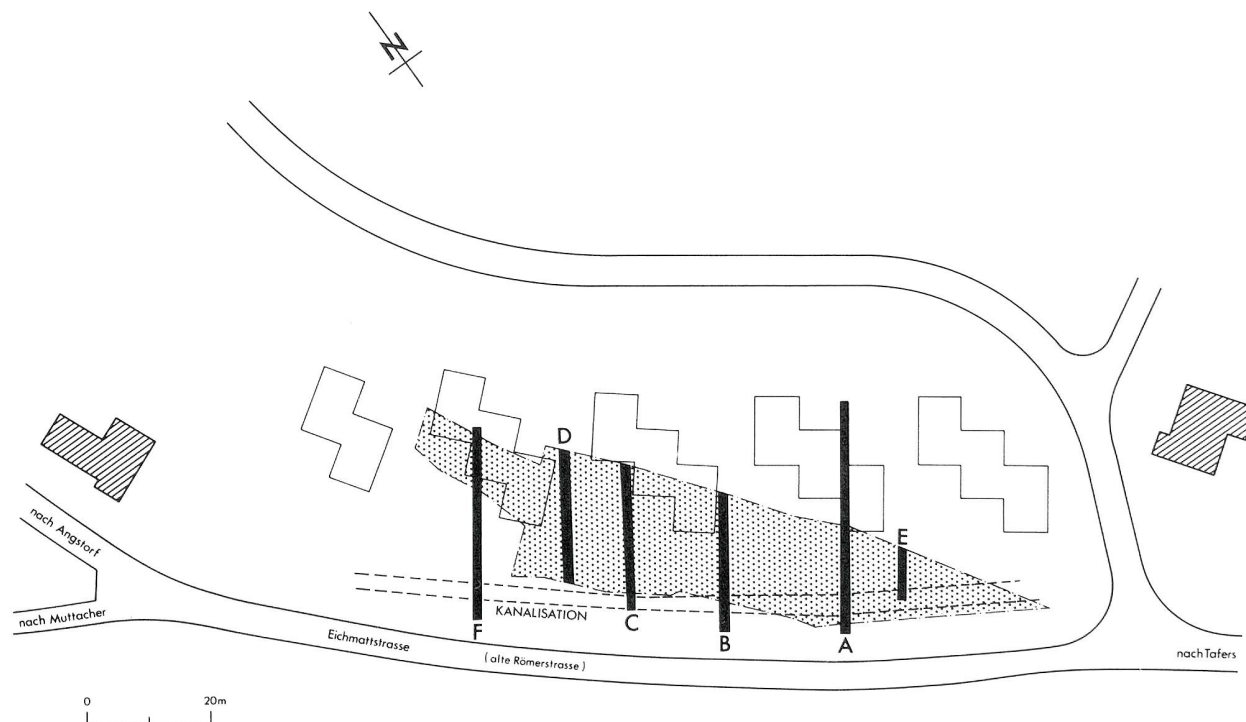 N
D
E
nach Angstorf
nach Muttacher
KANALISATION
F
C
B
A
Eichmattstrasse
(alte Römerstrasse)
nach Tafers
0 20m